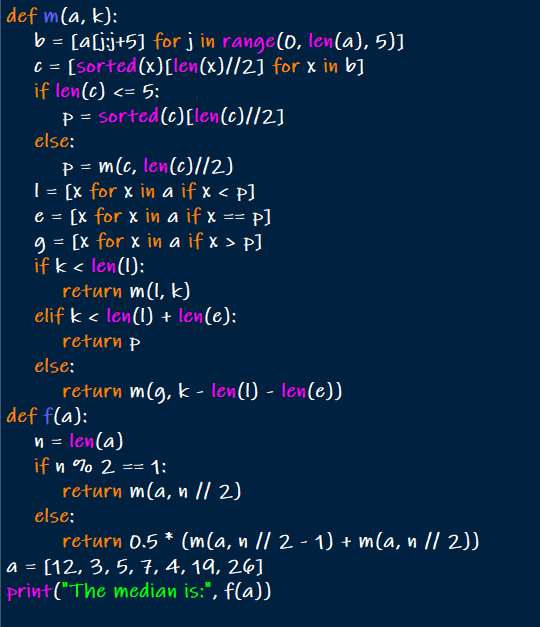 def m(a, k):
    b = [a[j:j+5] for j in range(0, len(a), 5)]
    c = [sorted(x)[len(x)//2] for x in b]
    if len(c) <= 5:
        p = sorted(c)[len(c)//2]
    else:
        p = m(c, len(c)//2)
    l = [x for x in a if x < p]
    e = [x for x in a if x == p]
    g = [x for x in a if x > p]
    if k < len(l):
        return m(l, k)
    elif k < len(l) + len(e):
        return p
    else:
        return m(g, k - len(l) - len(e))
def f(a):
    n = len(a)
    if n % 2 == 1:
        return m(a, n // 2)
    else:
        return 0.5 * (m(a, n // 2 - 1) + m(a, n // 2))
a = [12, 3, 5, 7, 4, 19, 26]
print("The median is:", f(a))